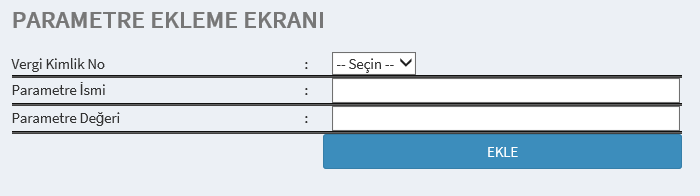 PARAMETRE EKLEME EKRANI
Vergi Kimlik No : -- Seçin --
Parametre İsmi :
Parametre Değeri :
EKLE